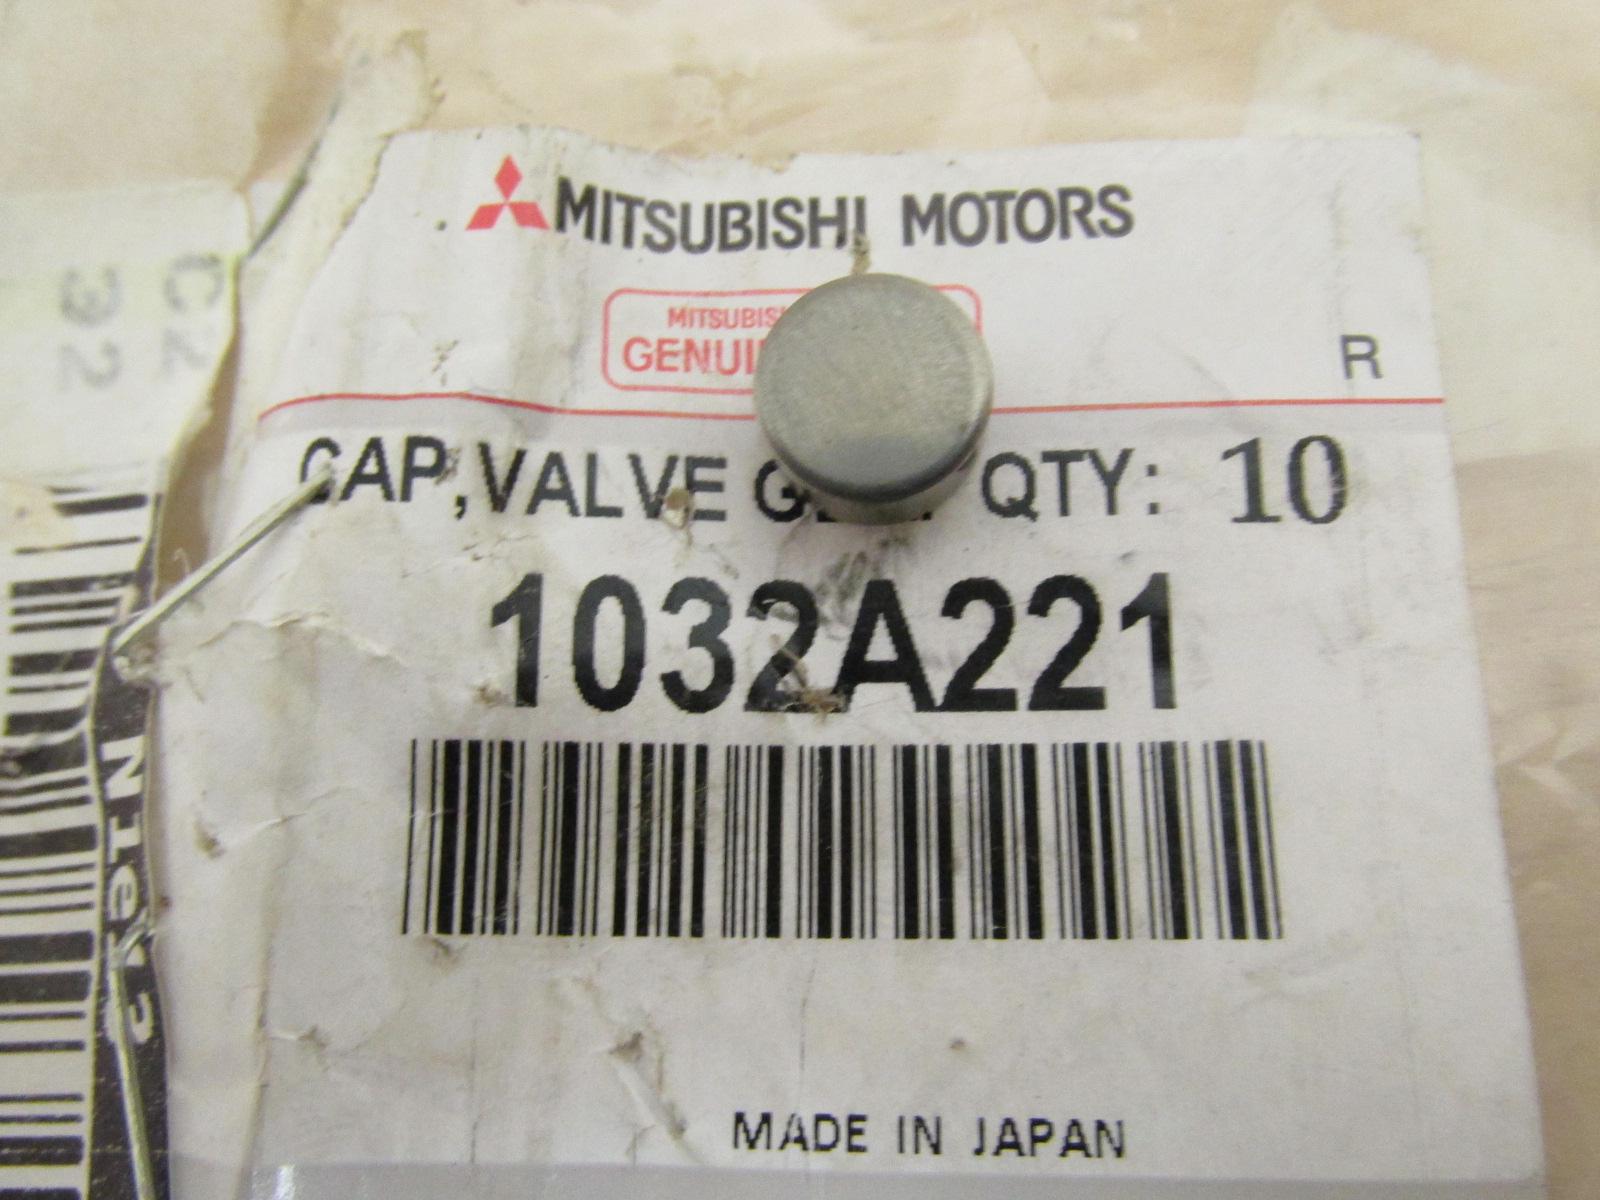 MITSUBISHI MOTORS
GENUI
R
CAP,VALVE QTY: 10
1032A221
MADE IN JAPAN
C2
32